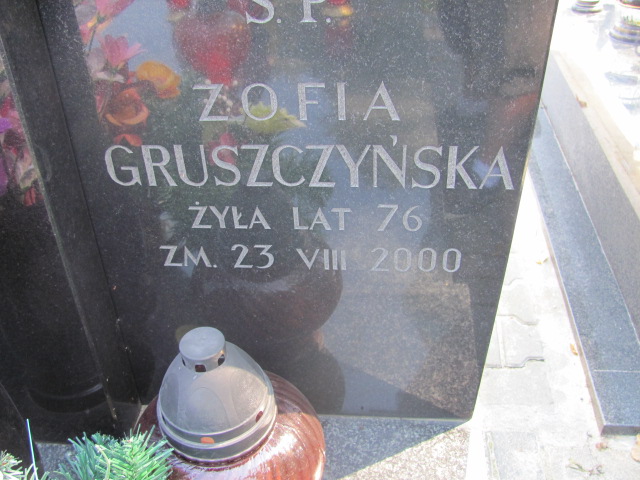 Ś. P.
ZOFIA
GRUSZCZYŃSKA
ŻYŁA LAT 76
ZM. 23 VIII 2000